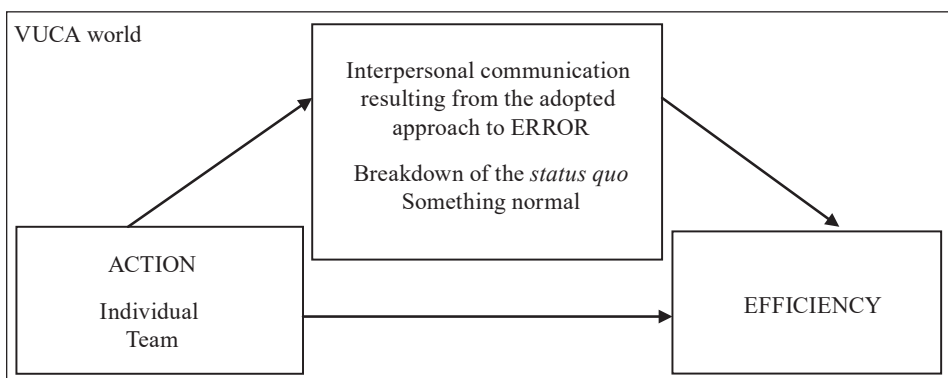 VUCA world
Interpersonal communication
resulting from the adopted
approach to ERROR
Breakdown of the status quo
Something normal
ACTION
Individual
Team
EFFICIENCY